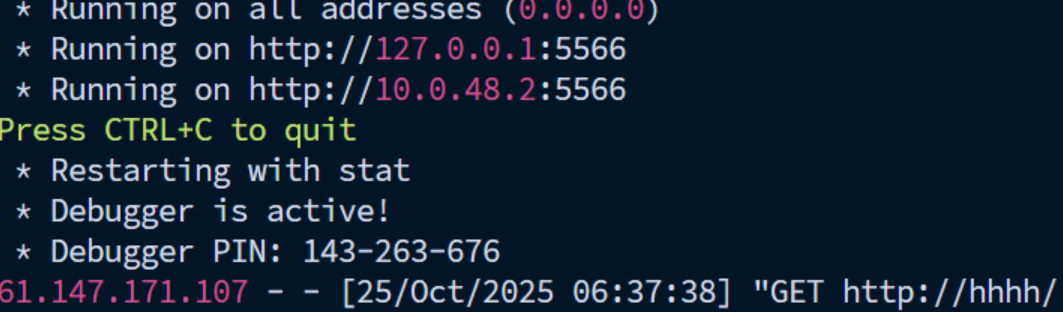 * Running on all addresses (0.0.0.0)
* Running on http://127.0.0.1:5566
* Running on http://10.0.48.2:5566
Press CTRL+C to quit
* Restarting with stat
* Debugger is active!
* Debugger PIN: 143-263-676
61.147.171.107 - - [25/Oct/2025 06:37:38] "GET http://hhhh/